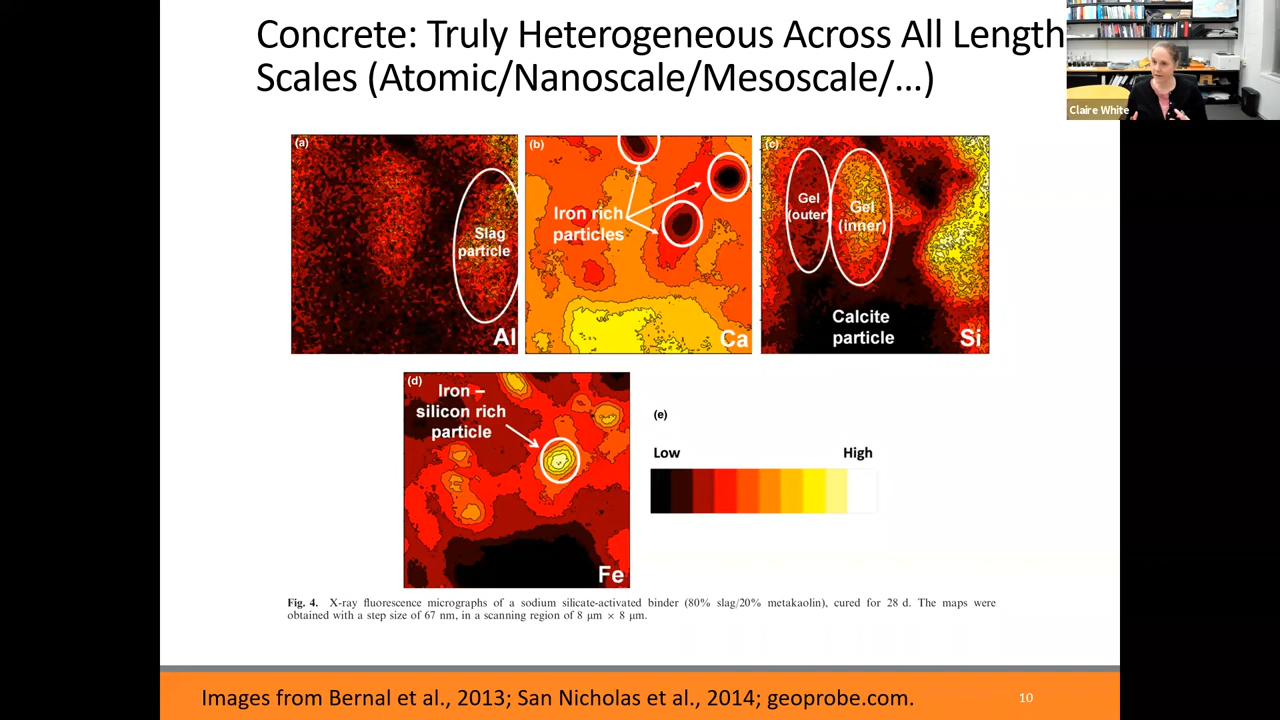 Concrete: Truly Heterogeneous Across All Length
Scales (Atomic/Nanoscale/Mesoscale/…)
Claire White
(a)
Slag
particle
Al
(b)
Iron rich
particles
Ca
(c)
Gel
(outer)
Gel
(inner)
Calcite
particle
Si
(d)
Iron –
silicon rich
particle
Fe
(e)
Low
High
Fig. 4. X-ray fluorescence micrographs of a sodium silicate-activated binder (80% slag/20% metakaolin), cured for 28 d. The maps were
obtained with a step size of 67 nm, in a scanning region of 8 μm × 8 μm.
Images from Bernal et al., 2013; San Nicholas et al., 2014; geoprobe.com.
10